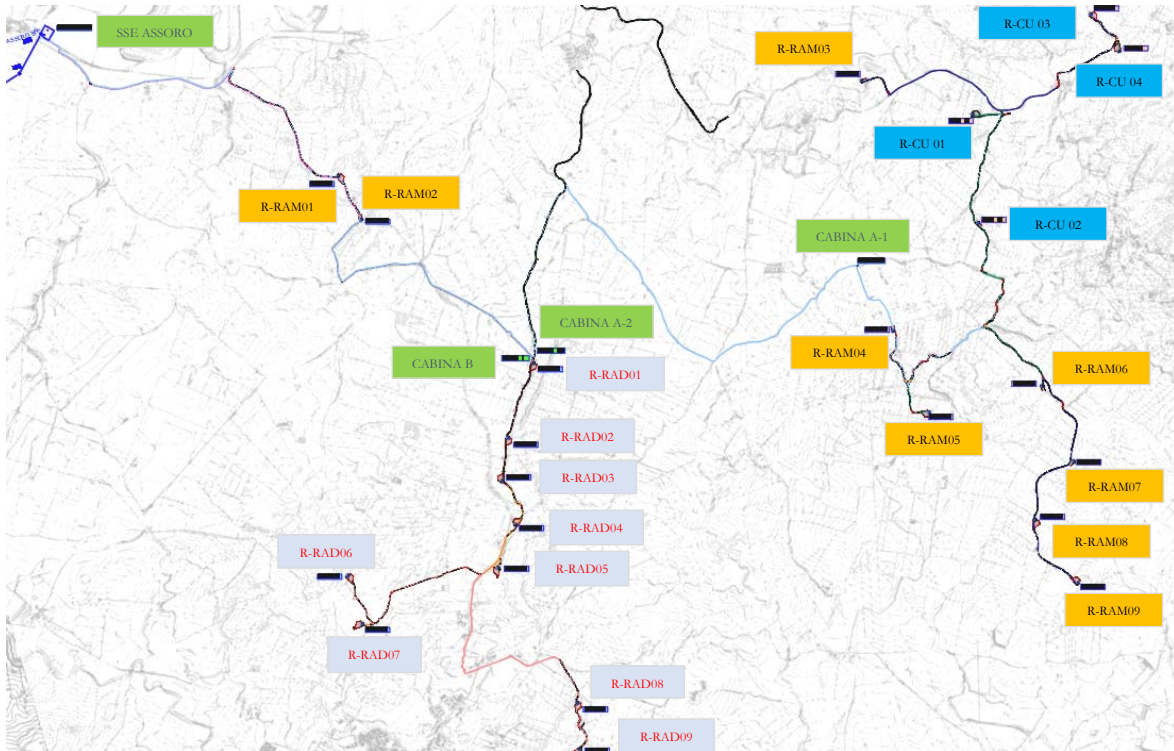 R-CU 03
SSE ASSORO
R-RAM03
R-CU 04
R-CU 01
R-RAM02
R-RAM01
R-CU 02
CABINA A-1
CABINA A-2
R-RAM04
CABINA B
R-RAD01
R-RAM06
R-RAD02
R-RAM05
R-RAD03
R-RAM07
R-RAD04
R-RAM08
R-RAD06
R-RAD05
R-RAM09
R-RAD07
R-RAD08
R-RAD09